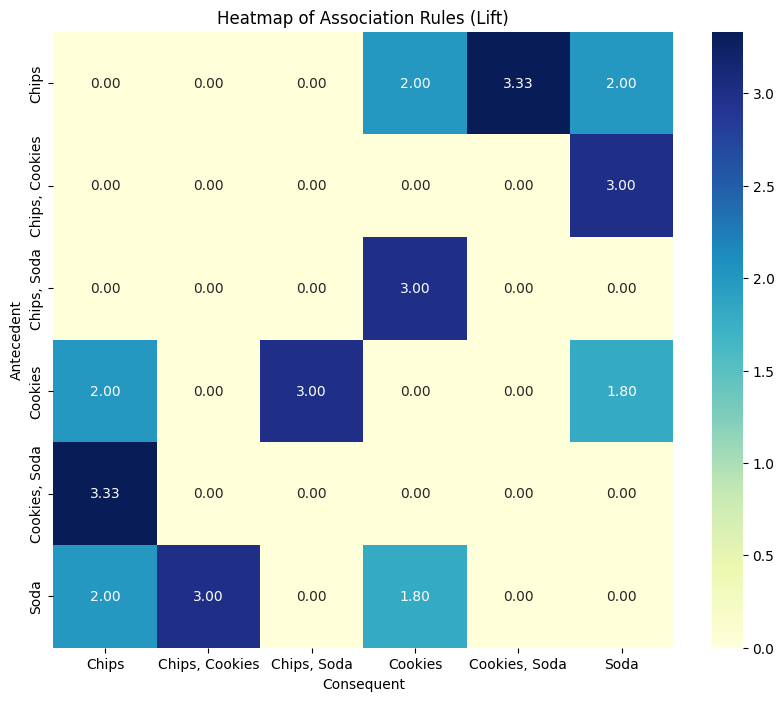 Heatmap of Association Rules (Lift)
Chips 0.00 0.00 0.00 2.00 3.33 2.00
Chips, Cookies 0.00 0.00 0.00 0.00 0.00 3.00
Chips, Soda 0.00 0.00 0.00 3.00 0.00 0.00
Cookies 2.00 0.00 3.00 0.00 0.00 1.80
Cookies, Soda 3.33 0.00 0.00 0.00 0.00 0.00
Soda 2.00 3.00 0.00 1.80 0.00 0.00
Antecedent
Chips Chips, Cookies Chips, Soda Cookies Cookies, Soda Soda
Consequent
3.0
2.5
2.0
1.5
1.0
0.5
0.0